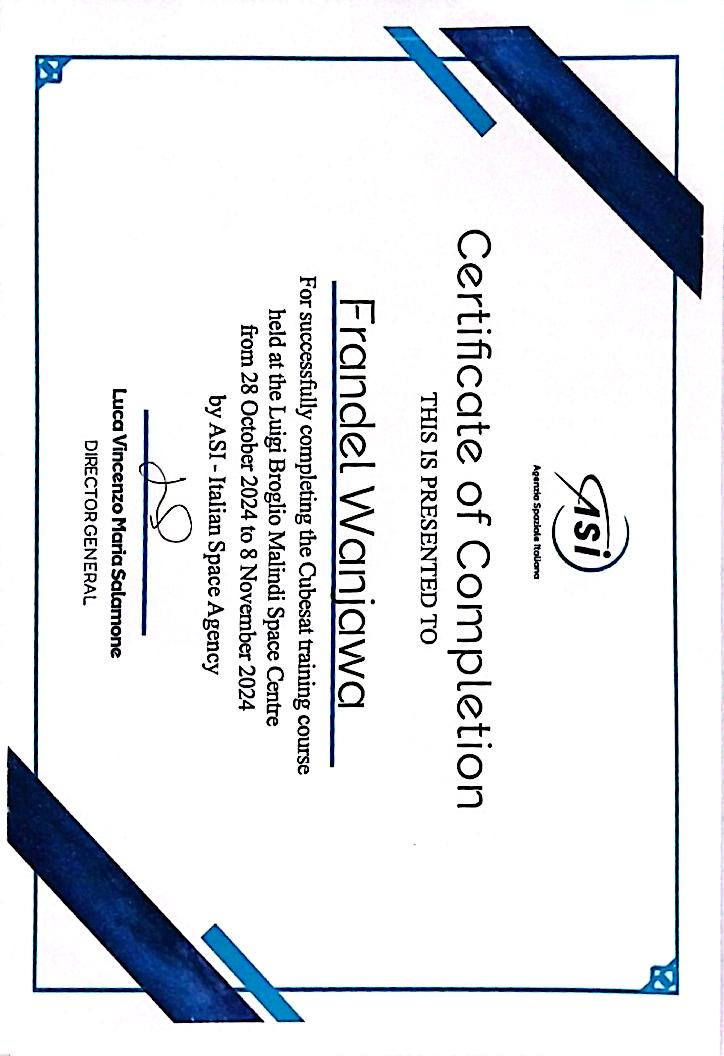 ASI
Agenzia Spaziale Italiana
Certificate of Completion
THIS IS PRESENTED TO
Frandel Wanjawa
For successfully completing the Cubesat training course
held at the Luigi Broglio Malindi Space Centre
from 28 October 2024 to 8 November 2024
by ASI - Italian Space Agency
Luca Vincenzo Maria Salamone
DIRECTOR GENERAL